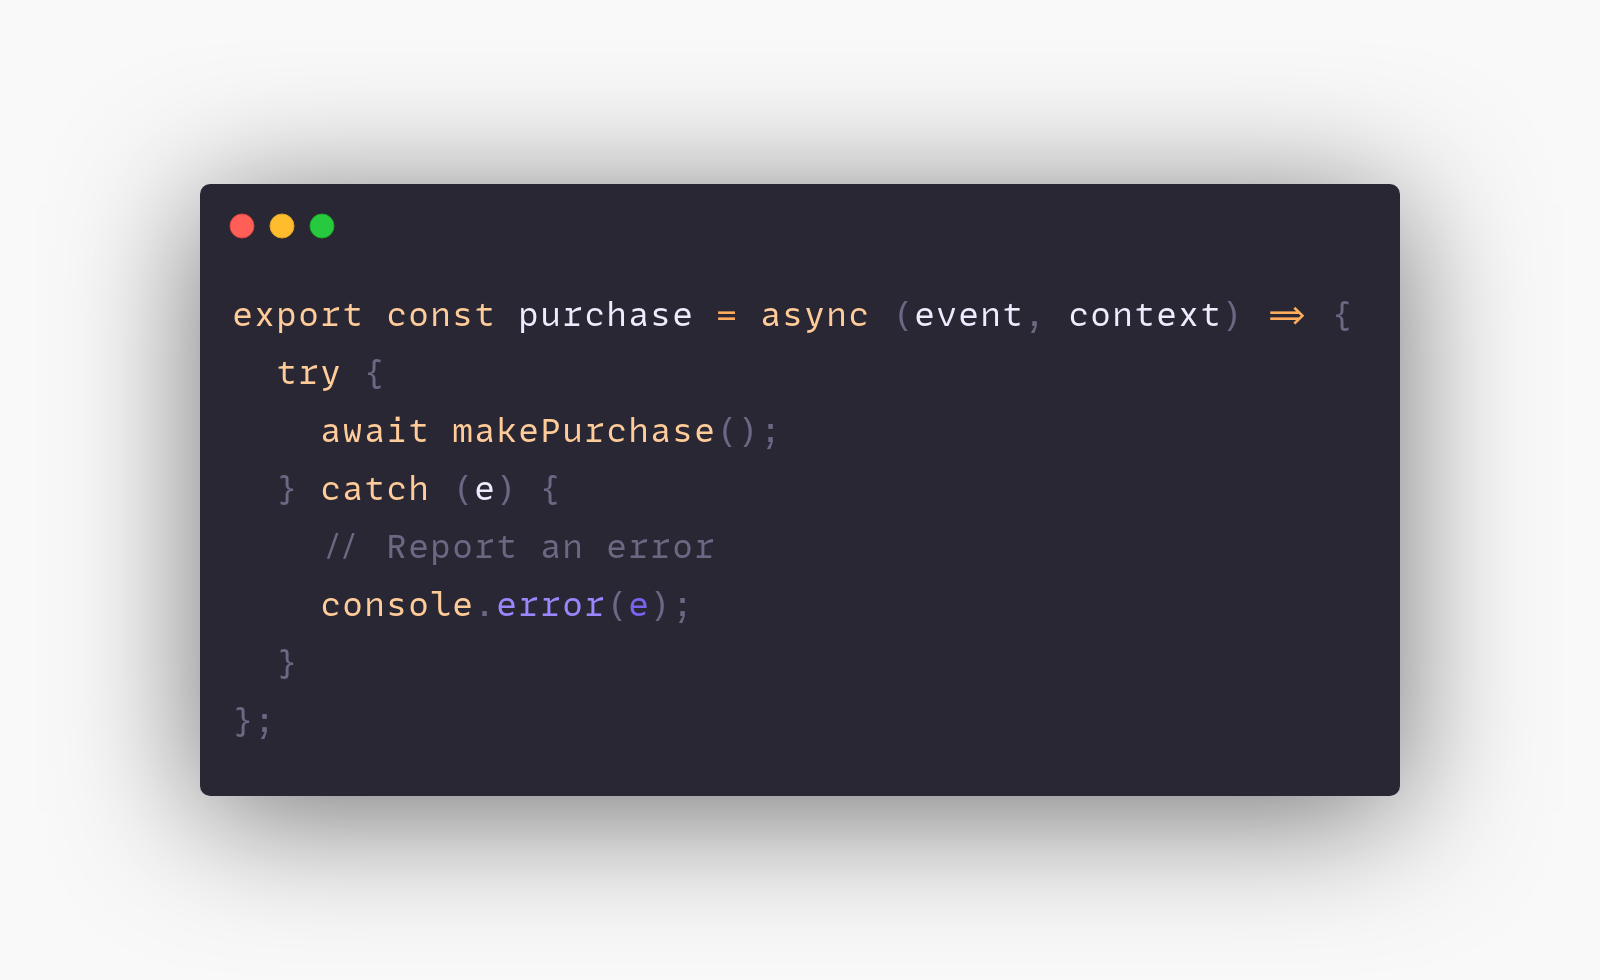 export const purchase = async (event, context) => {
  try {
    await makePurchase();
  } catch (e) {
    // Report an error
    console.error(e);
  }
};